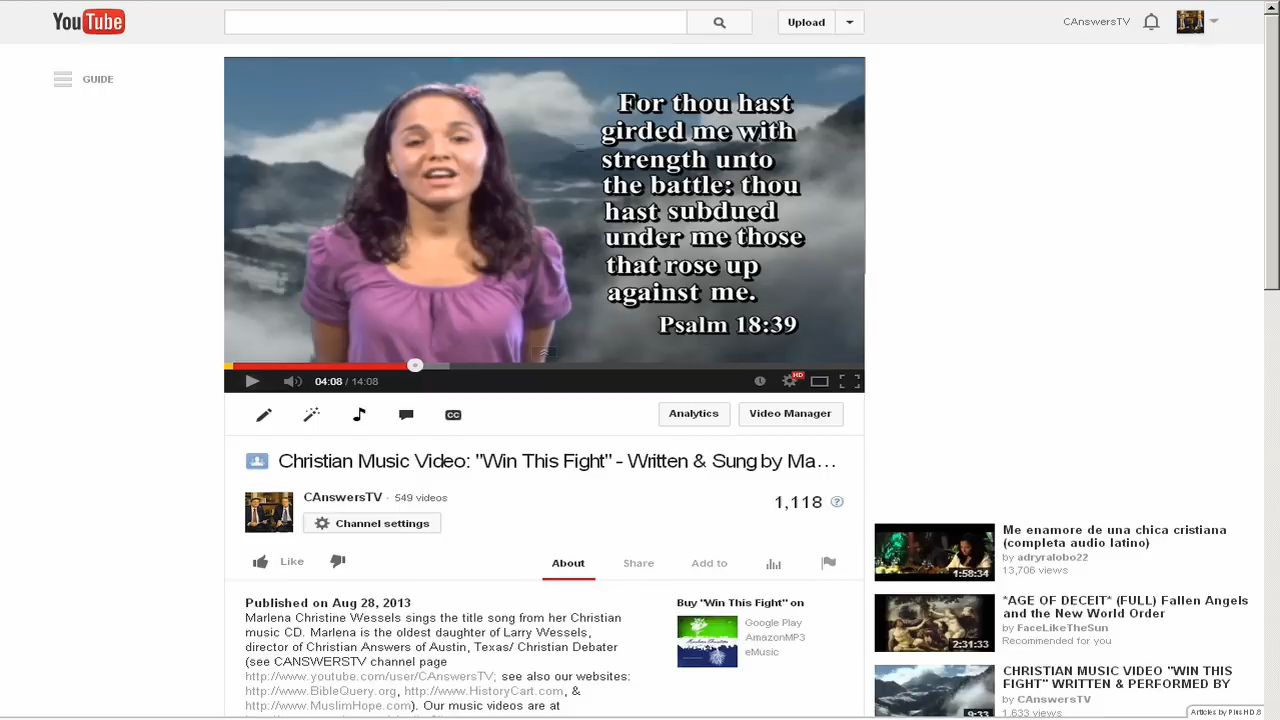 YouTube
Upload
CAnswersTV
GUIDE
For thou hast
girded me with
strength unto
the battle: thou
hast subdued
under me those
that rose up
against me.
Psalm 18:39
04:08 / 14:08
HD
CC
Analytics
Video Manager
Christian Music Video: "Win This Fight" - Written & Sung by Ma...
CAnswersTV · 549 videos
1,118
Channel settings
Like
About
Share
Add to
Published on Aug 28, 2013
Marlena Christine Wessels sings the title song from her Christian
music CD. Marlena is the oldest daughter of Larry Wessels,
director of Christian Answers of Austin, Texas/ Christian Debater
(see CANSWERSTV channel page
http://www.youtube.com/user/CAnswersTV; see also our websites:
http://www.BibleQuery.org, http://www.HistoryCart.com, &
http://www.MuslimHope.com). Our music videos are at
Buy "Win This Fight" on
Google Play
AmazonMP3
eMusic
Me enamore de una chica cristiana
(completa audio latino)
by adryralobo22
13,706 views
1:58:34
*AGE OF DECEIT* (FULL) Fallen Angels
and the New World Order
by FaceLikeTheSun
Recommended for you
2:31:33
CHRISTIAN MUSIC VIDEO "WIN THIS
FIGHT" WRITTEN & PERFORMED BY
by CAnswersTV
1,633 views
9:33
Articles by PlusHD.8